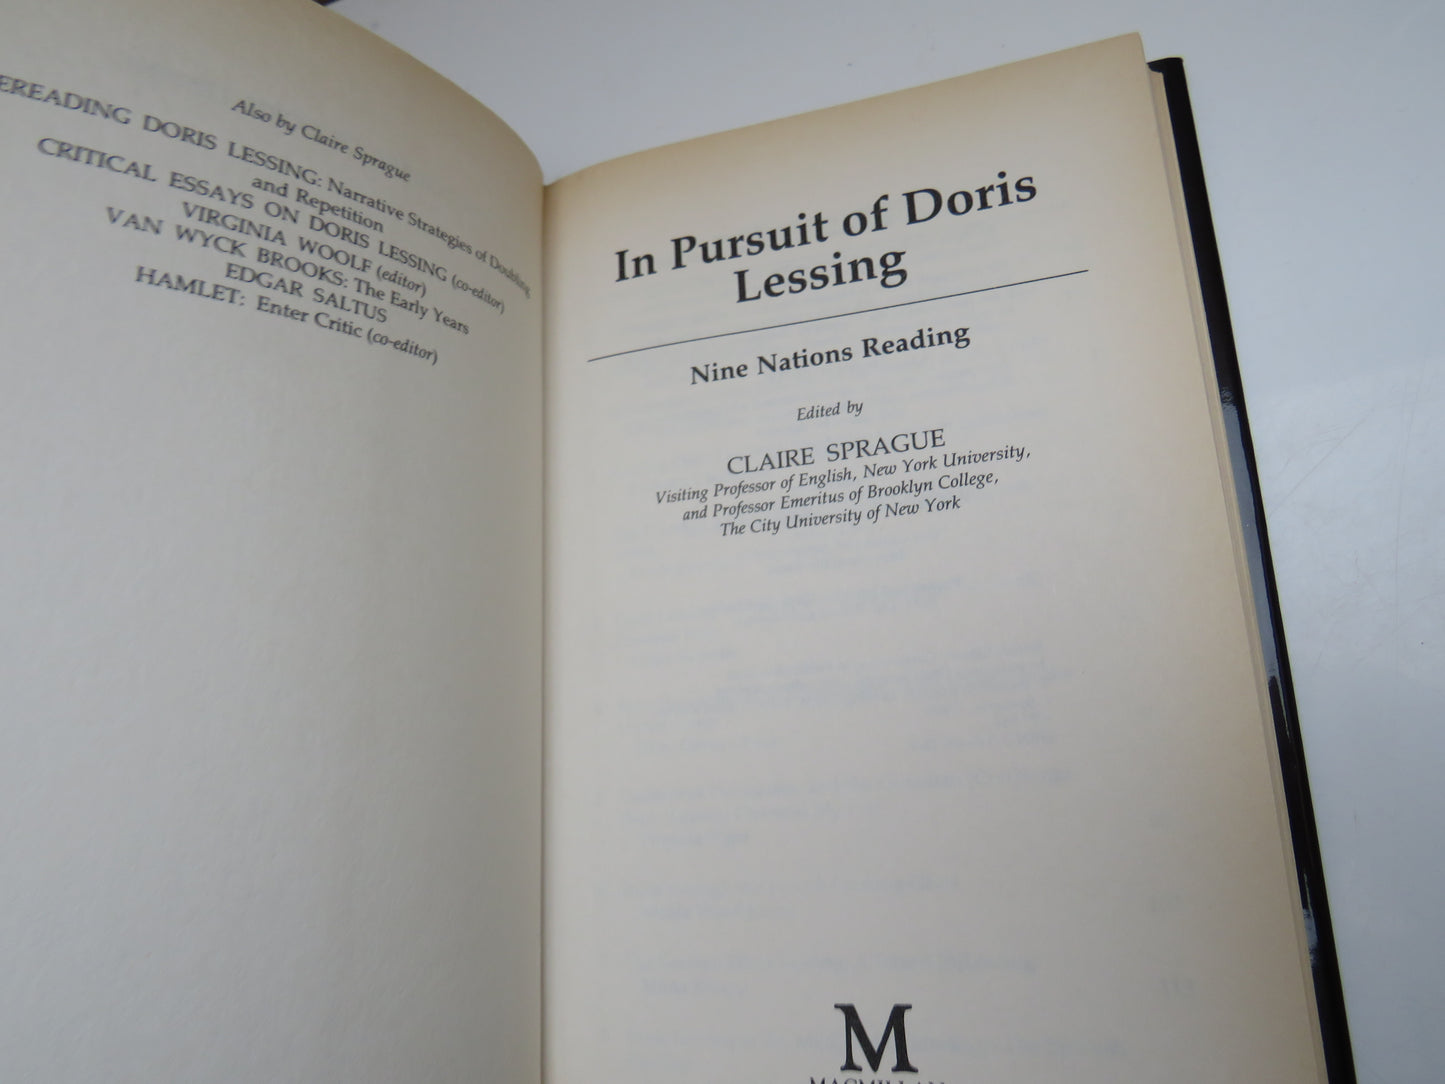 Also by Claire Sprague
EREADING DORIS LESSING: Narrative Strategies of Doubling
and Repetition
CRITICAL ESSAYS ON DORIS LESSING (co-editor)
VIRGINIA WOOLF (editor)
VAN WYCK BROOKS: The Early Years
EDGAR SALTUS
HAMLET: Enter Critic (co-editor)
In Pursuit of Doris
Lessing
Nine Nations Reading
Edited by
CLAIRE SPRAGUE
Visiting Professor of English, New York University,
and Professor Emeritus of Brooklyn College,
The City University of New York
M
MACMILLAN